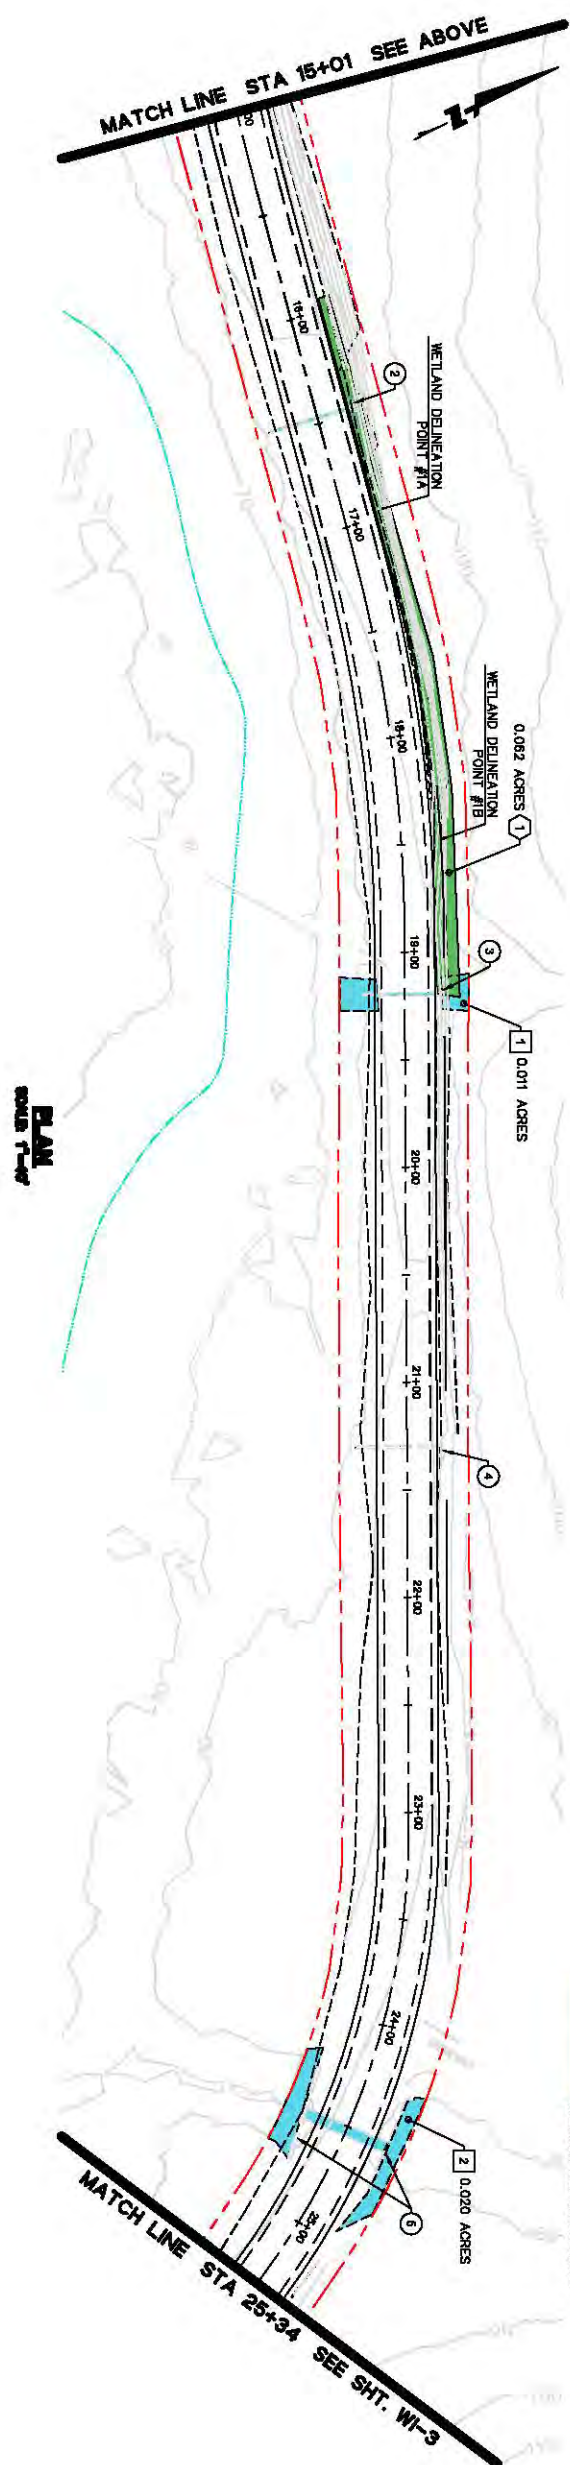 MATCH LINE STA 15+01 SEE ABOVE
N
16+00
2
WETLAND DELINEATION
POINT #1A
17+00
18+00
WETLAND DELINEATION
POINT #1B
0.062 ACRES 1
19+00
3
1 0.011 ACRES
20+00
PLAN
21+00
4
22+00
23+00
24+00
2 0.020 ACRES
25+00
MATCH LINE STA 25+34 SEE SHT. WI-3